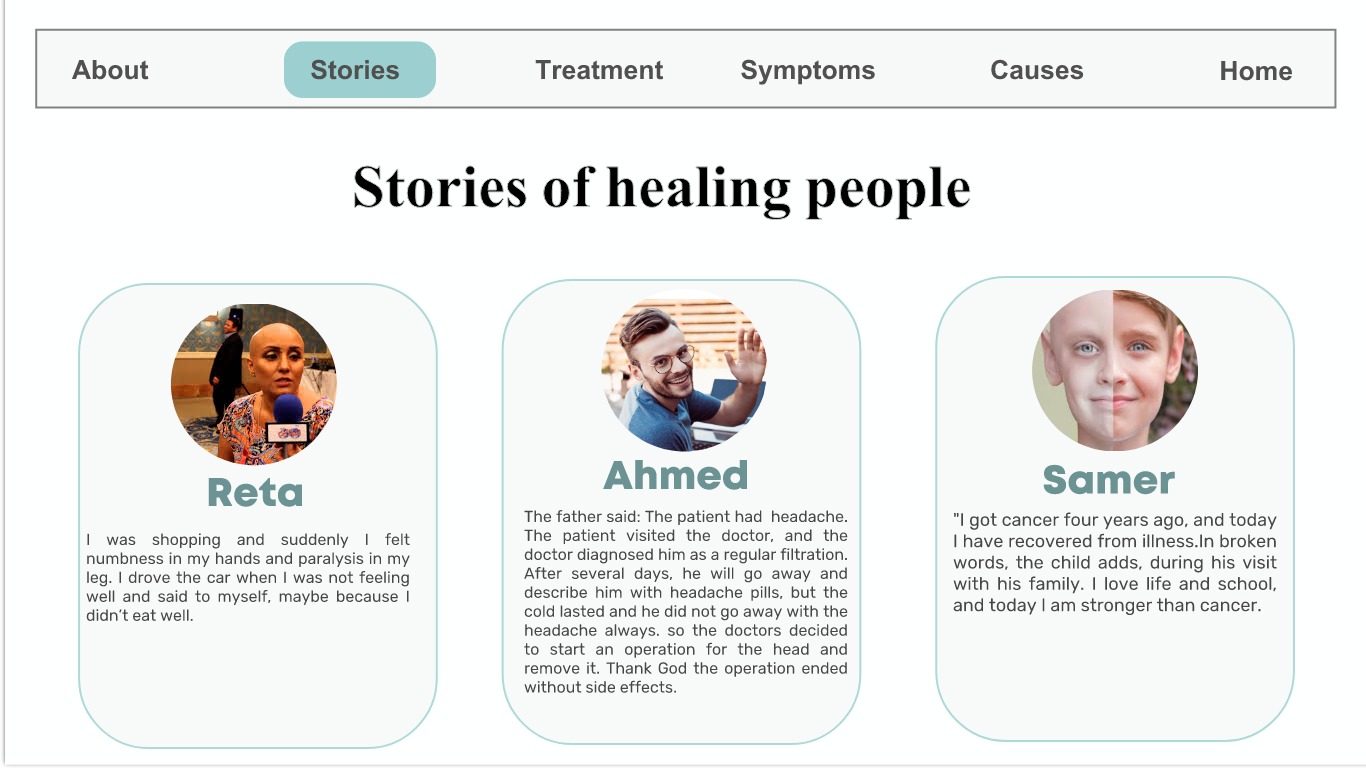 About Stories Treatment Symptoms Causes Home
Stories of healing people
Reta
I was shopping and suddenly I felt
numbness in my hands and paralysis in my
leg. I drove the car when I was not feeling
well and said to myself, maybe because I
didn't eat well.
Ahmed
The father said: The patient had headache.
The patient visited the doctor, and the
doctor diagnosed him as a regular filtration.
After several days, he will go away and
describe him with headache pills, but the
cold lasted and he did not go away with the
headache always. so the doctors decided
to start an operation for the head and
remove it. Thank God the operation ended
without side effects.
Samer
"I got cancer four years ago, and today
I have recovered from illness.In broken
words, the child adds, during his visit
with his family. I love life and school,
and today I am stronger than cancer.